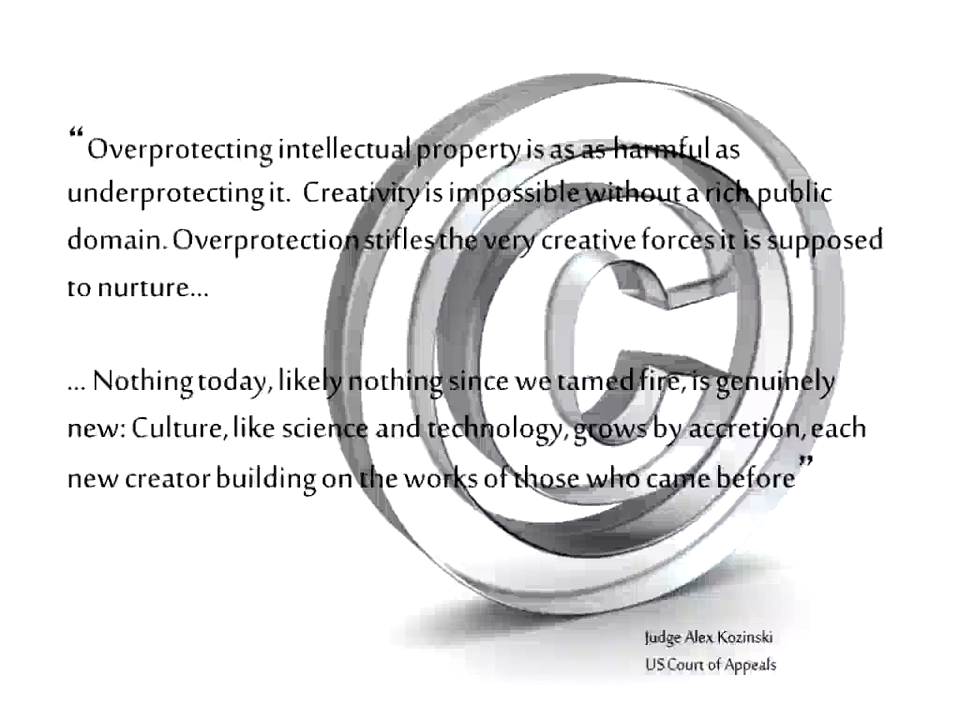 “ Overprotecting intellectual property is as as harmful as
underprotecting it. Creativity is impossible without a rich public
domain. Overprotection stifles the very creative forces it is supposed
to nurture...
... Nothing today, likely nothing since we tamed fire, is genuinely
new: Culture, like science and technology, grows by accretion, each
new creator building on the works of those who came before”
Judge Alex Kozinski
US Court of Appeals